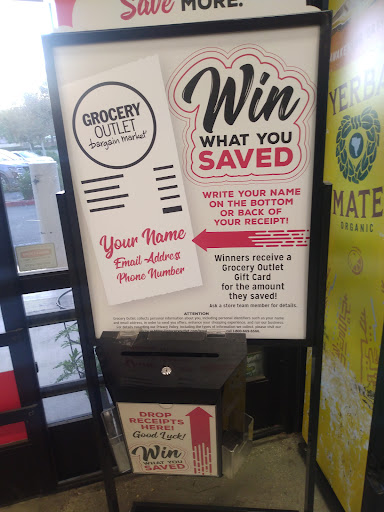 Save MORE.
GROCERY
OUTLET
bargain market
Win
WHAT YOU
SAVED
WRITE YOUR NAME
ON THE BOTTOM
OR BACK OF
YOUR RECEIPT!
Your Name
Email Address
Phone Number
Winners receive a
Grocery Outlet
Gift Card
for the amount
they saved!
Ask a store team member for details.
ATTENTION
DROP
RECEIPTS
HERE!
Good Luck!
Win
WHAT YOU
SAVED
YERBA
MATE
ORGANIC